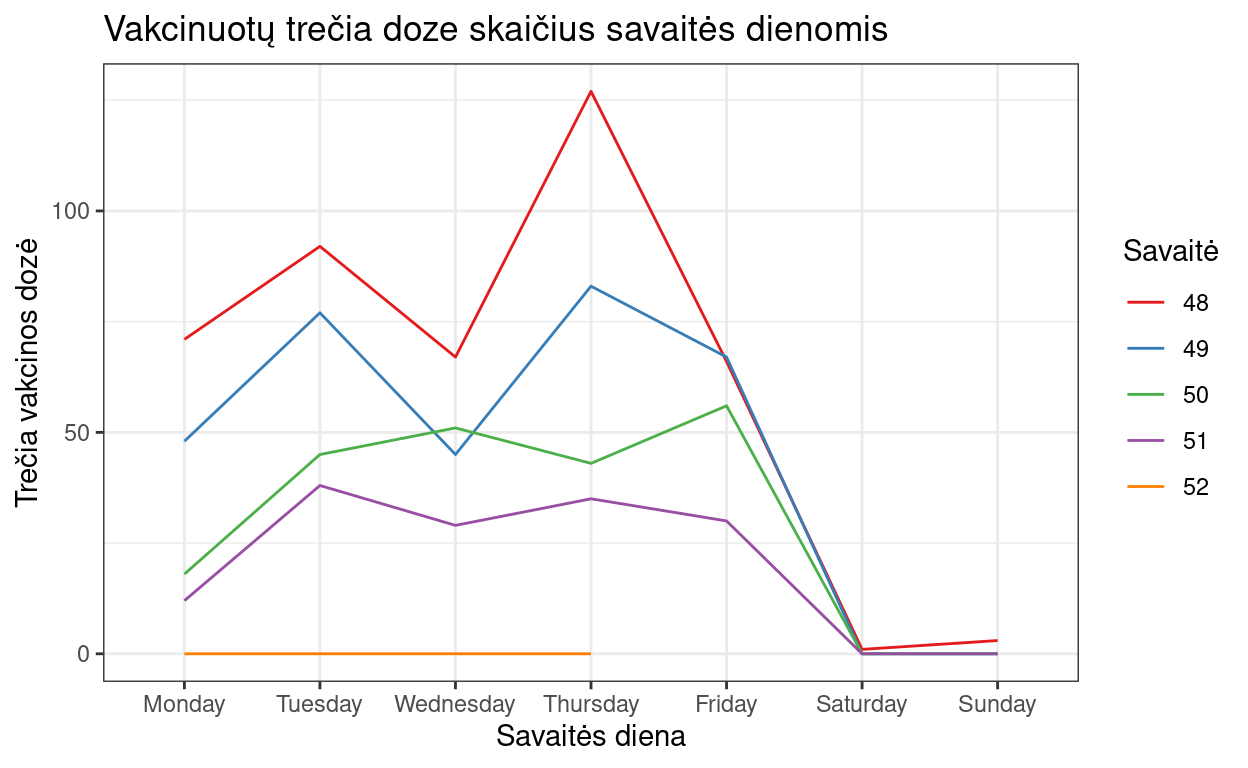 Vakcinuotų trečia doze skaičius savaitės dienomis
Trečia vakcinos dozė
100
50
0
Monday
Tuesday
Wednesday
Thursday
Friday
Saturday
Sunday
Savaitės diena
Savaitė
48
49
50
51
52